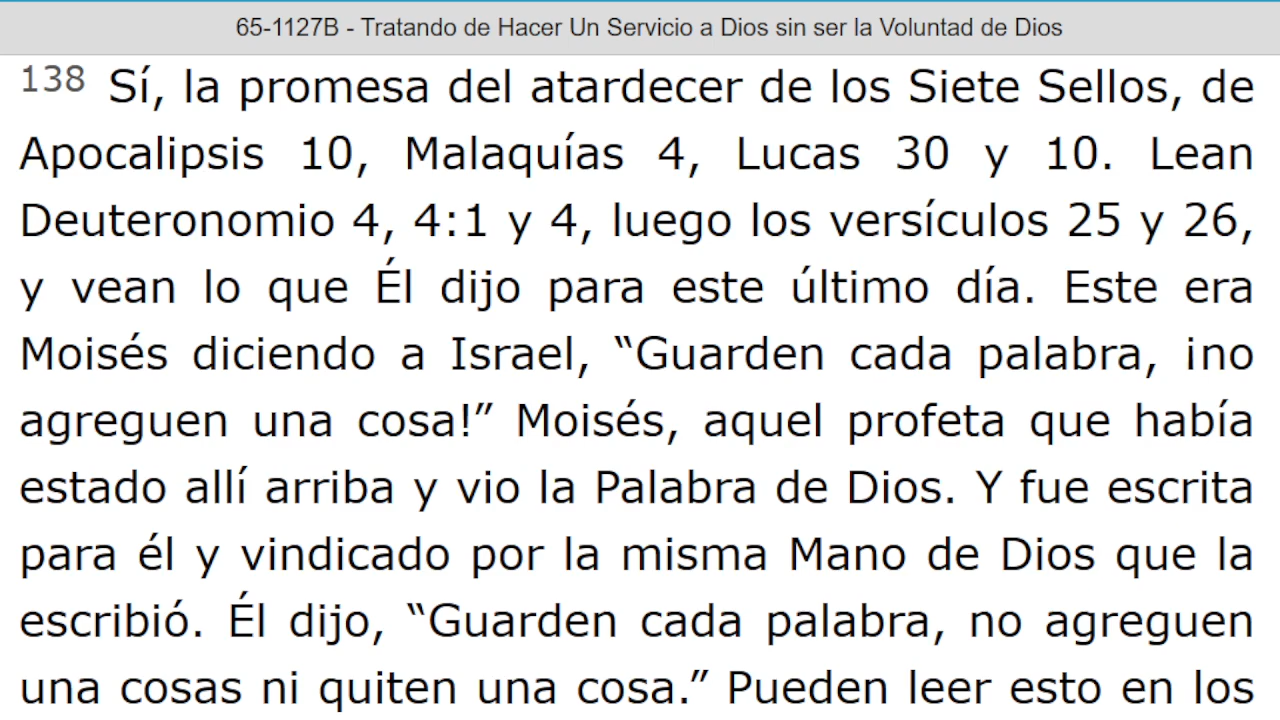 65-1127B - Tratando de Hacer Un Servicio a Dios sin ser la Voluntad de Dios
138 Sí, la promesa del atardecer de los Siete Sellos, de
Apocalipsis 10, Malaquías 4, Lucas 30 y 10. Lean
Deuteronomio 4, 4:1 y 4, luego los versículos 25 y 26,
y vean lo que Él dijo para este último día. Este era
Moisés diciendo a Israel, “Guarden cada palabra, ¡no
agreguen una cosa!” Moisés, aquel profeta que había
estado allí arriba y vio la Palabra de Dios. Y fue escrita
para él y vindicado por la misma Mano de Dios que la
escribió. Él dijo, “Guarden cada palabra, no agreguen
una cosas ni quiten una cosa.” Pueden leer esto en los